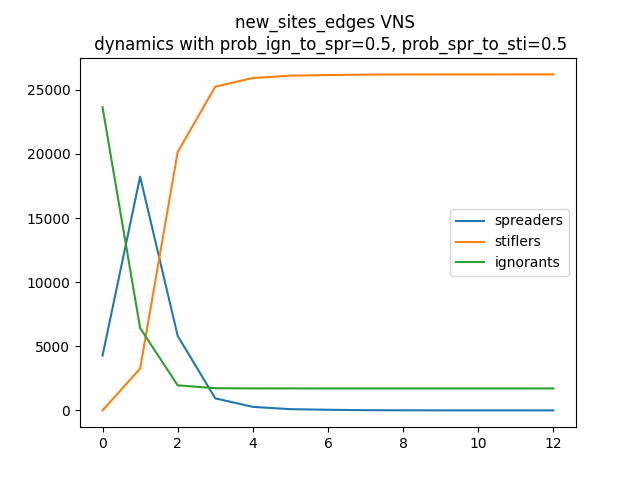 new_sites_edges VNS
dynamics with prob_ign_to_spr=0.5, prob_spr_to_sti=0.5
25000
20000
15000
10000
5000
0
spreaders
stiflers
ignorants
0 2 4 6 8 10 12